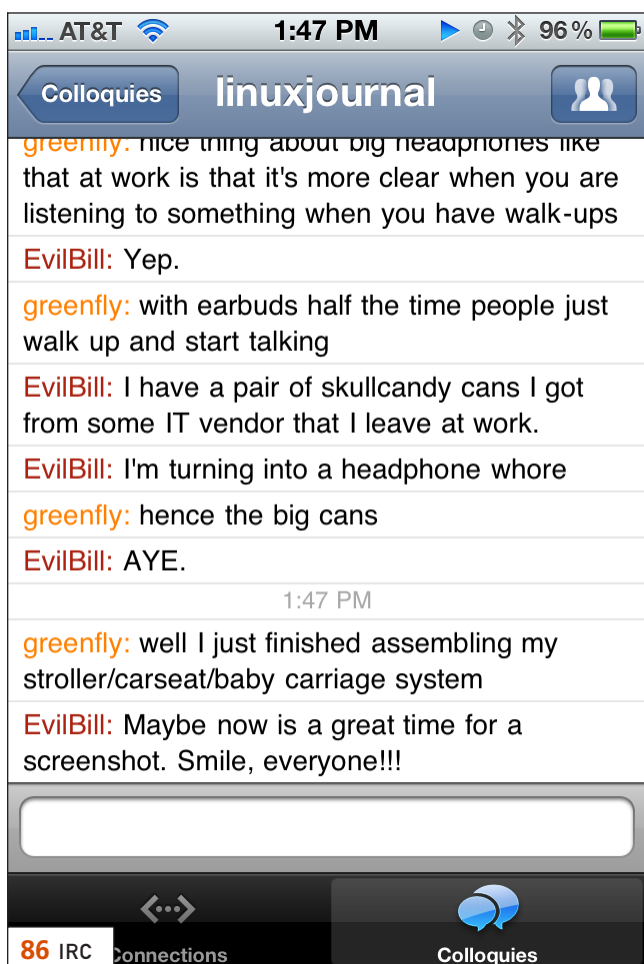 AT&T 1:47 PM 96%
Colloquies linuxjournal
greenfly: nice thing about big headphones like
that at work is that it's more clear when you are
listening to something when you have walk-ups
EvilBill: Yep.
greenfly: with earbuds half the time people just
walk up and start talking
EvilBill: I have a pair of skullcandy cans I got
from some IT vendor that I leave at work.
EvilBill: I'm turning into a headphone whore
greenfly: hence the big cans
EvilBill: AYE.
1:47 PM
greenfly: well I just finished assembling my
stroller/carseat/baby carriage system
EvilBill: Maybe now is a great time for a
screenshot. Smile, everyone!!!
86 IRC Connections Colloquies